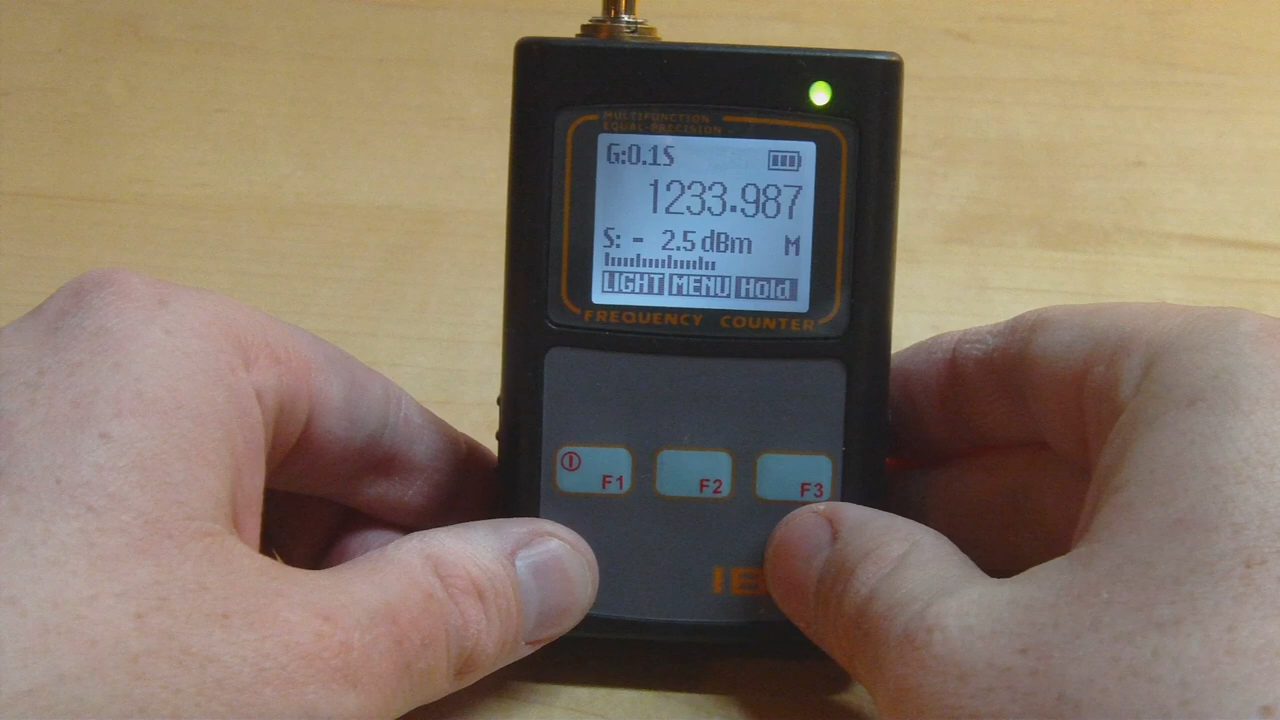 MULTIFUNCTION
EQUAL-PRECISION
G:0.1S
1233.987
S: - 2.5 dBm M
LIGHT MENU Hold
FREQUENCY COUNTER
F1 F2 F3